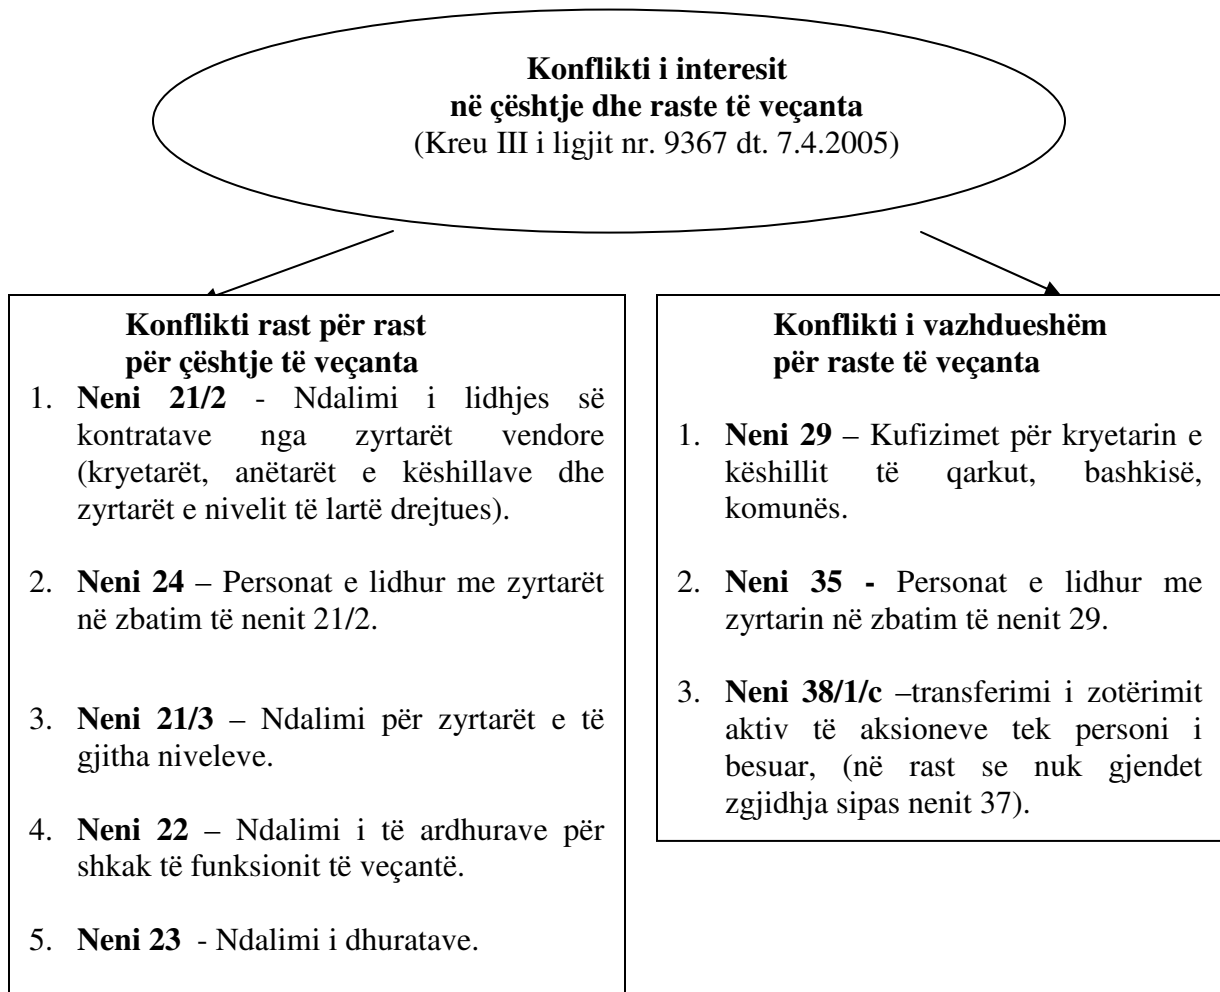 Konflikti i interesit
në çështje dhe raste të veçanta
(Kreu III i ligjit nr. 9367 dt. 7.4.2005)
Konflikti rast për rast
për çështje të veçanta
1. Neni 21/2 - Ndalimi i lidhjes së
kontratave nga zyrtarët vendore
(kryetarët, anëtarët e këshillave dhe
zyrtarët e nivelit të lartë drejtues).
2. Neni 24 – Personat e lidhur me zyrtarët
në zbatim të nenit 21/2.
3. Neni 21/3 – Ndalimi për zyrtarët e të
gjitha niveleve.
4. Neni 22 – Ndalimi i të ardhurave për
shkak të funksionit të veçantë.
5. Neni 23 - Ndalimi i dhuratave.
Konflikti i vazhdueshëm
për raste të veçanta
1. Neni 29 – Kufizimet për kryetarin e
këshillit të qarkut, bashkisë,
komunës.
2. Neni 35 - Personat e lidhur me
zyrtarin në zbatim të nenit 29.
3. Neni 38/1/c –transferimi i zotërimit
aktiv të aksioneve tek personi i
besuar, (në rast se nuk gjendet
zgjidhja sipas nenit 37).